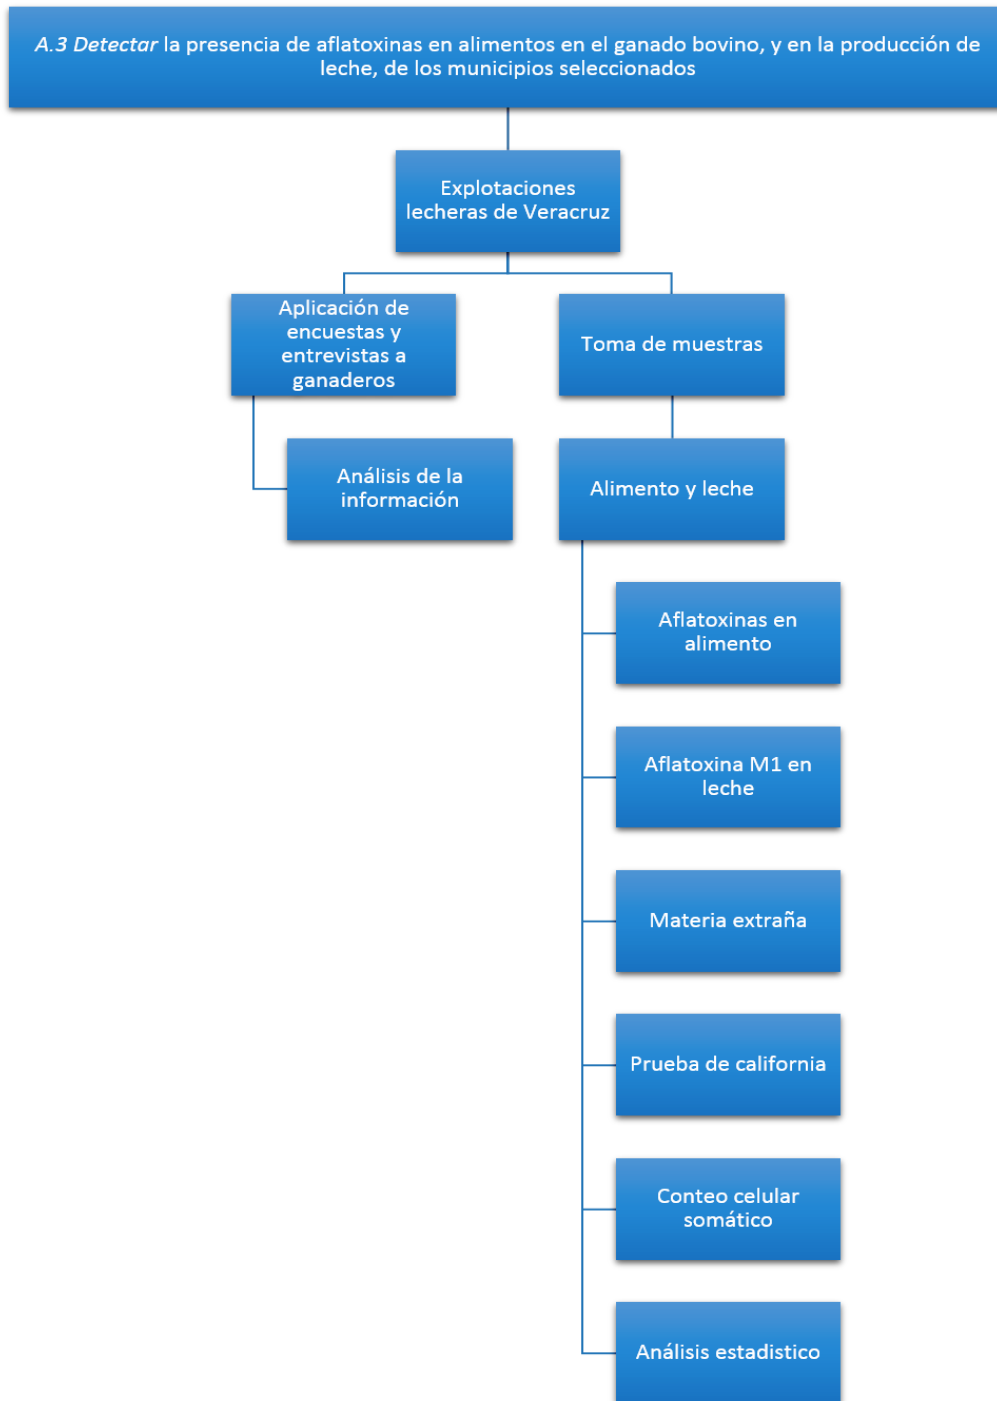 A.3 Detectar la presencia de aflatoxinas en alimentos en el ganado bovino, y en la producción de
leche, de los municipios seleccionados
Explotaciones
lecheras de Veracruz
Aplicación de
encuestas y
entrevistas a
ganaderos
Toma de muestras
Análisis de la
información
Alimento y leche
Aflatoxinas en
alimento
Aflatoxina M1 en
leche
Materia extraña
Prueba de california
Conteo celular
somático
Análisis estadistico